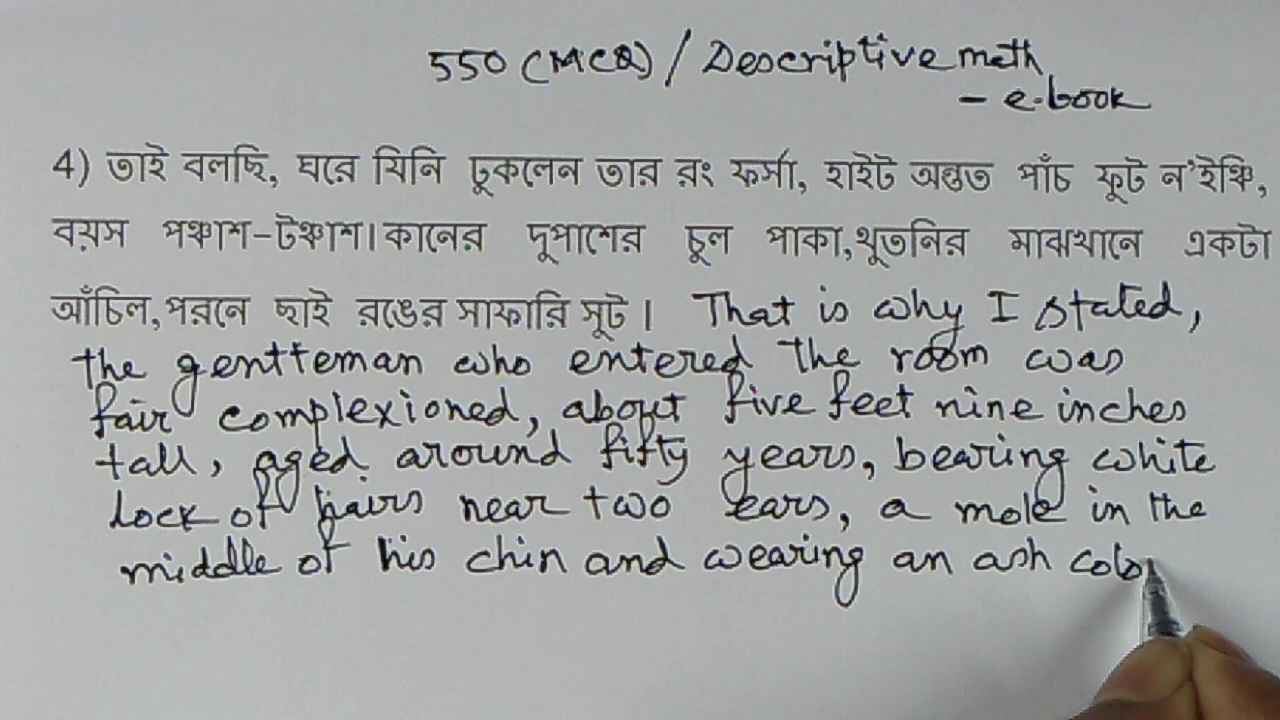 550 (MCQ) / Descriptive math
- e-book
4) তাই বলছি, ঘরে যিনি ঢুকলেন তার রং ফর্সা, হাইট অন্তত পাঁচ ফুট ন'ইঞ্চি,
বয়স পঞ্চাশ-টঞ্চাশ। কানের দুপাশের চুল পাকা,থুতনির মাঝখানে একটা
আঁচিল,পরনে ছাই রঙের সাফারি সূট। That is why I stated,
the gentteman who entered the room was
fair complexioned, about five feet nine inches
tall, aged around fifty years, bearing white
lock of hairs near two ears, a mole in the
middle of his chin and wearing an ash colo